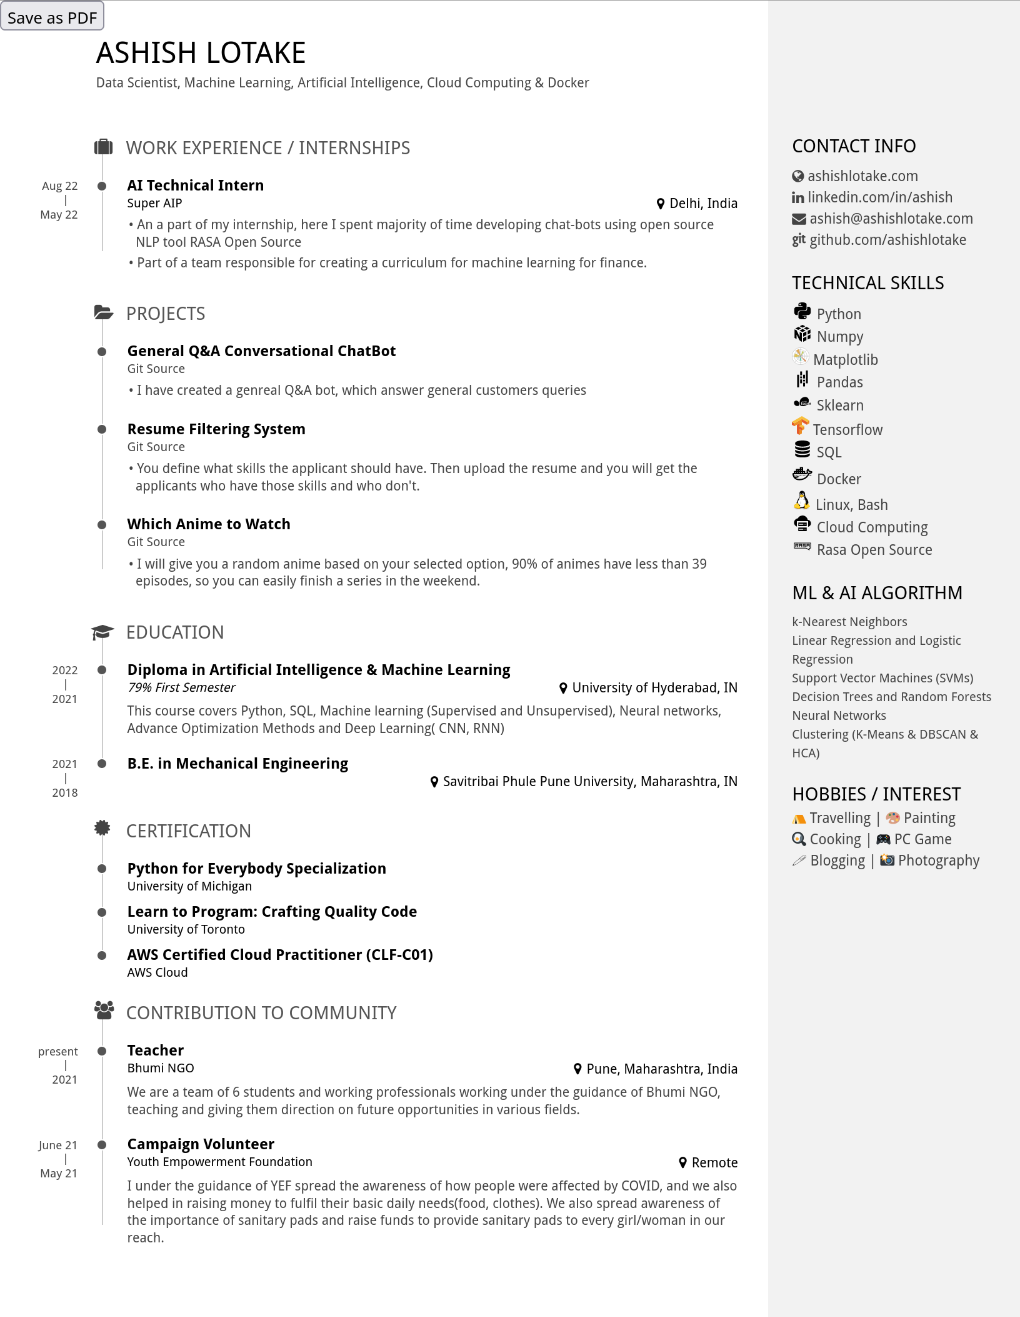 Save as PDF
ASHISH LOTAKE
Data Scientist, Machine Learning, Artificial Intelligence, Cloud Computing & Docker
WORK EXPERIENCE / INTERNSHIPS
Aug 22
|
May 22
AI Technical Intern
Super AIP
Delhi, India
• An a part of my internship, here I spent majority of time developing chat-bots using open source
NLP tool RASA Open Source
• Part of a team responsible for creating a curriculum for machine learning for finance.
PROJECTS
General Q&A Conversational ChatBot
Git Source
• I have created a genreal Q&A bot, which answer general customers queries
Resume Filtering System
Git Source
• You define what skills the applicant should have. Then upload the resume and you will get the
applicants who have those skills and who don't.
Which Anime to Watch
Git Source
• I will give you a random anime based on your selected option, 90% of animes have less than 39
episodes, so you can easily finish a series in the weekend.
EDUCATION
2022
|
2021
Diploma in Artificial Intelligence & Machine Learning
79% First Semester
University of Hyderabad, IN
This course covers Python, SQL, Machine learning (Supervised and Unsupervised), Neural networks,
Advance Optimization Methods and Deep Learning( CNN, RNN)
2021
|
2018
B.E. in Mechanical Engineering
Savitribai Phule Pune University, Maharashtra, IN
CERTIFICATION
Python for Everybody Specialization
University of Michigan
Learn to Program: Crafting Quality Code
University of Toronto
AWS Certified Cloud Practitioner (CLF-C01)
AWS Cloud
CONTRIBUTION TO COMMUNITY
present
|
2021
Teacher
Bhumi NGO
Pune, Maharashtra, India
We are a team of 6 students and working professionals working under the guidance of Bhumi NGO,
teaching and giving them direction on future opportunities in various fields.
June 21
|
May 21
Campaign Volunteer
Youth Empowerment Foundation
Remote
I under the guidance of YEF spread the awareness of how people were affected by COVID, and we also
helped in raising money to fulfil their basic daily needs(food, clothes). We also spread awareness of
the importance of sanitary pads and raise funds to provide sanitary pads to every girl/woman in our
reach.
CONTACT INFO
ashishlotake.com
in linkedin.com/in/ashish
ashish@ashishlotake.com
git github.com/ashishlotake
TECHNICAL SKILLS
Python
Numpy
Matplotlib
Pandas
Sklearn
Tensorflow
SQL
Docker
Linux, Bash
Cloud Computing
Rasa Open Source
ML & AI ALGORITHM
k-Nearest Neighbors
Linear Regression and Logistic
Regression
Support Vector Machines (SVMs)
Decision Trees and Random Forests
Neural Networks
Clustering (K-Means & DBSCAN &
HCA)
HOBBIES / INTEREST
Travelling | Painting
Cooking | PC Game
Blogging | Photography